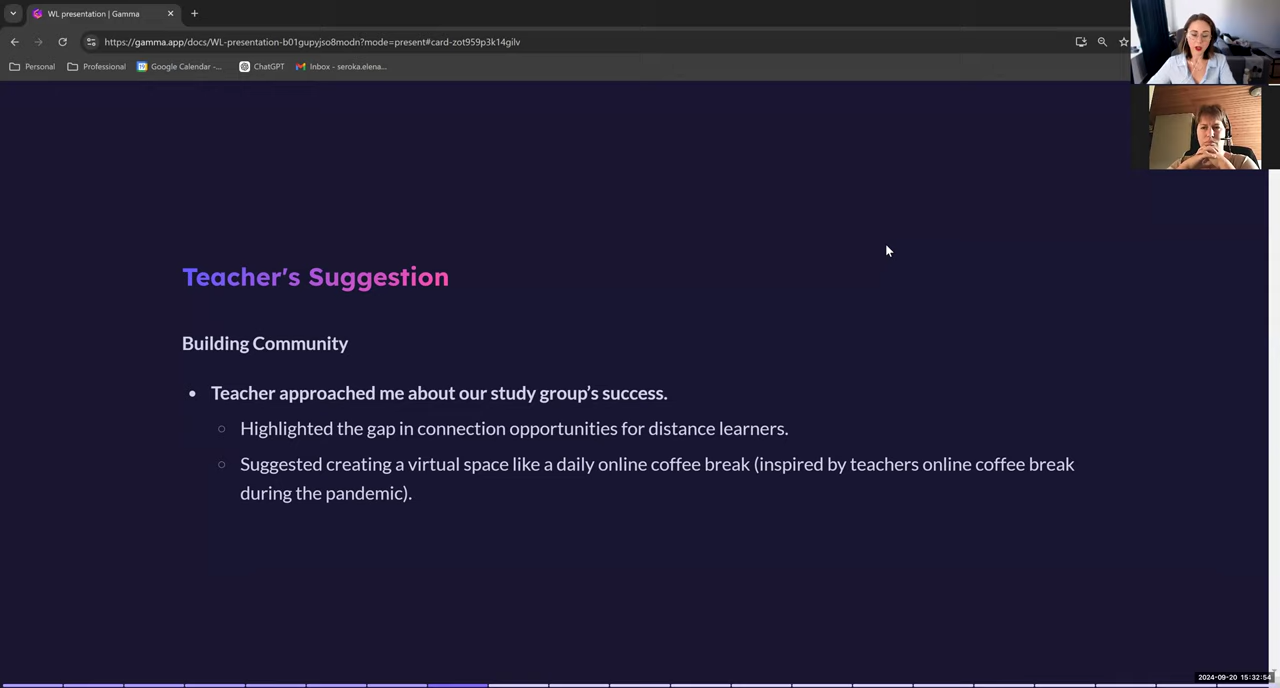 WL presentation | Gamma
https://gamma.app/docs/WL-presentation-b01gupyjso8modn?mode=present#card-zot959p3k14gilv
Personal
Professional
Google Calendar -...
ChatGPT
Inbox - seroka.elena...
Teacher's Suggestion
Building Community
• Teacher approached me about our study group’s success.
○ Highlighted the gap in connection opportunities for distance learners.
○ Suggested creating a virtual space like a daily online coffee break (inspired by teachers online coffee break
during the pandemic).
2024-09-20 15:32:54